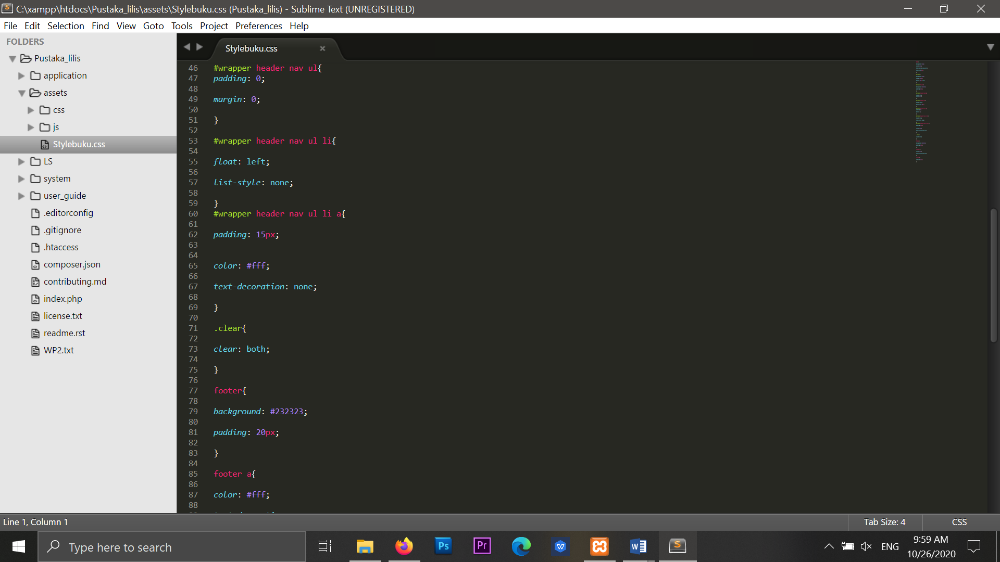 C:\xampp\htdocs\Pustaka_lilis\assets\Stylebuku.css (Pustaka_lilis) - Sublime Text (UNREGISTERED)
File Edit Selection Find View Goto Tools Project Preferences Help
FOLDERS
Pustaka_lilis
application
assets
css
js
Stylebuku.css
LS
system
user_guide
.editorconfig
.gitignore
.htaccess
composer.json
contributing.md
index.php
license.txt
readme.rst
WP2.txt
Stylebuku.css ×
46 #wrapper header nav ul{
47 padding: 0;
48
49 margin: 0;
50
51 }
52
53 #wrapper header nav ul li{
54
55 float: left;
56
57 list-style: none;
58
59 }
60 #wrapper header nav ul li a{
61
62 padding: 15px;
63
64
65 color: #fff;
66
67 text-decoration: none;
68
69 }
70
71 .clear{
72
73 clear: both;
74
75 }
76
77 footer{
78
79 background: #232323;
80
81 padding: 20px;
82
83 }
84
85 footer a{
86
87 color: #fff;
88
Line 1, Column 1
Tab Size: 4
CSS
Type here to search
Ps
Pr
ENG
9:59 AM
10/26/2020